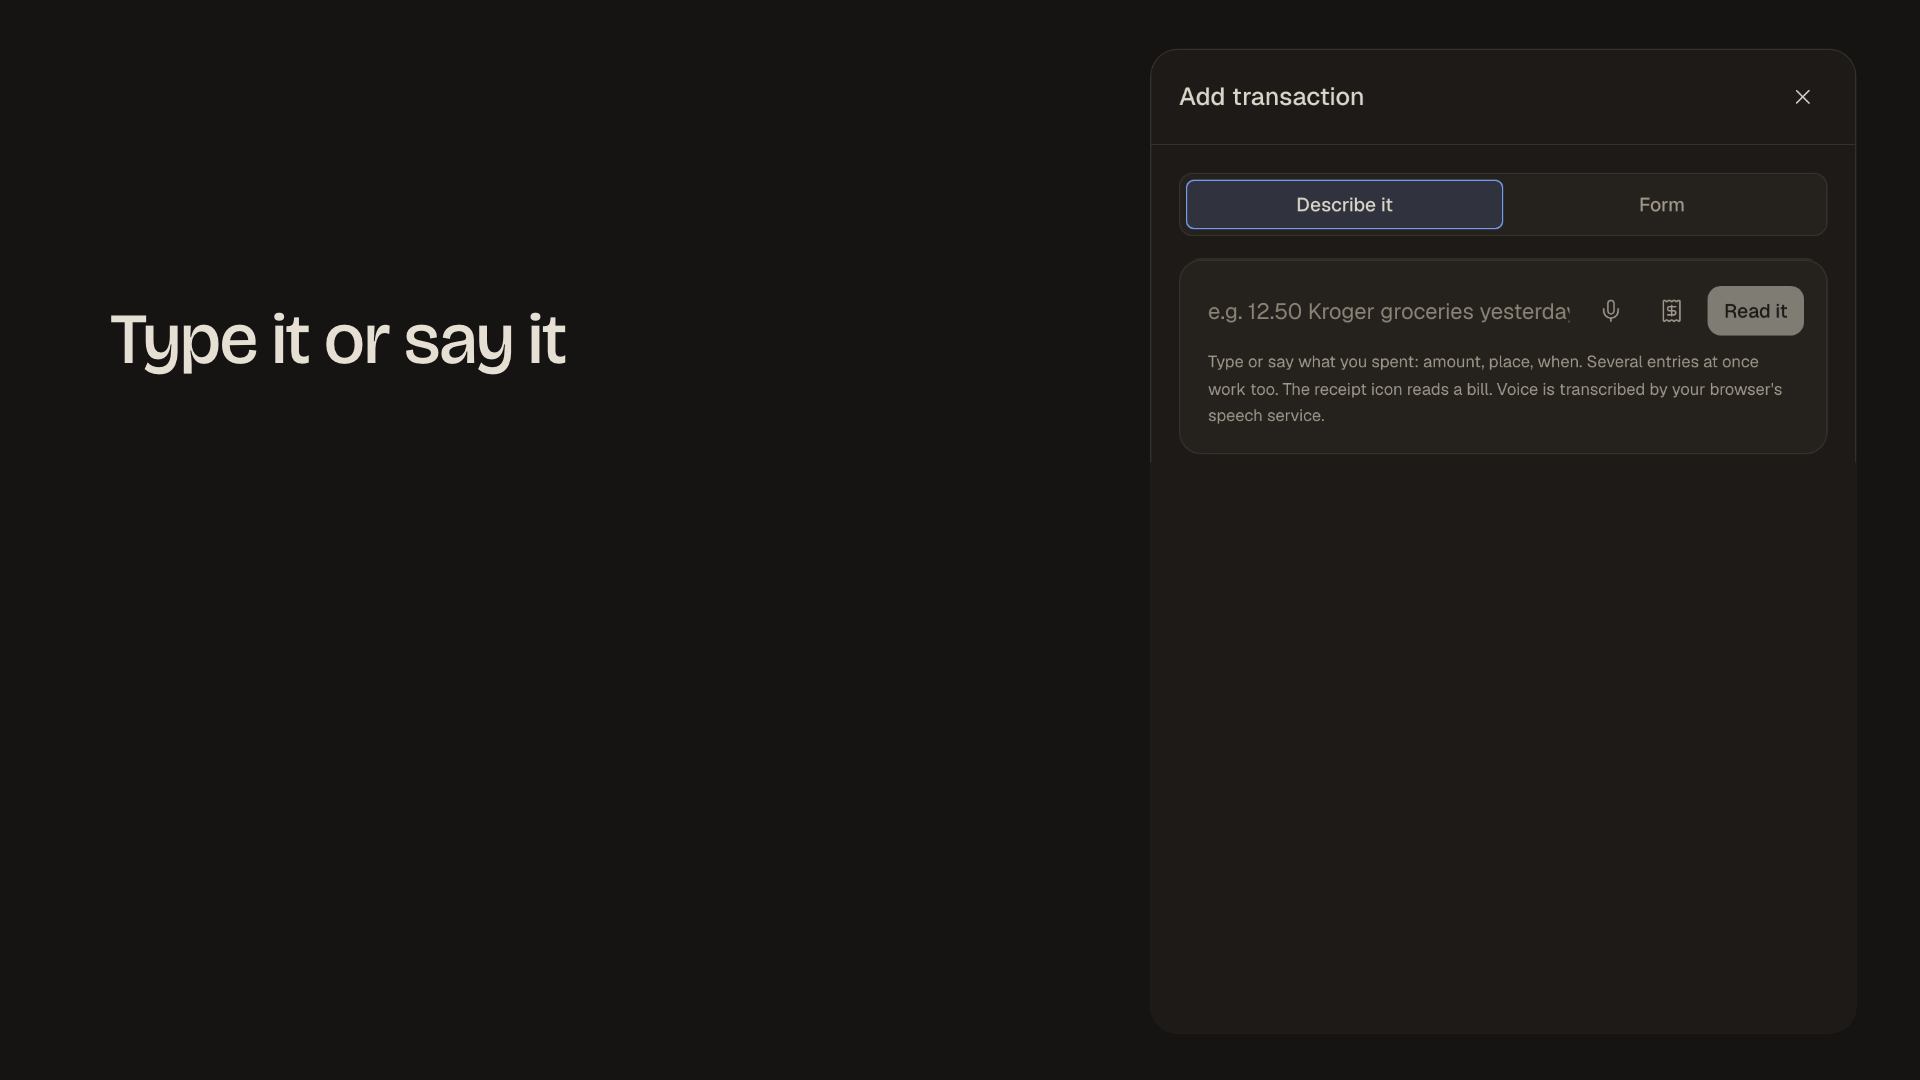 Type it or say it
Add transaction
Describe it
Form
e.g. 12.50 Kroger groceries yesterday
Read it
Type or say what you spent: amount, place, when. Several entries at once
work too. The receipt icon reads a bill. Voice is transcribed by your browser's
speech service.